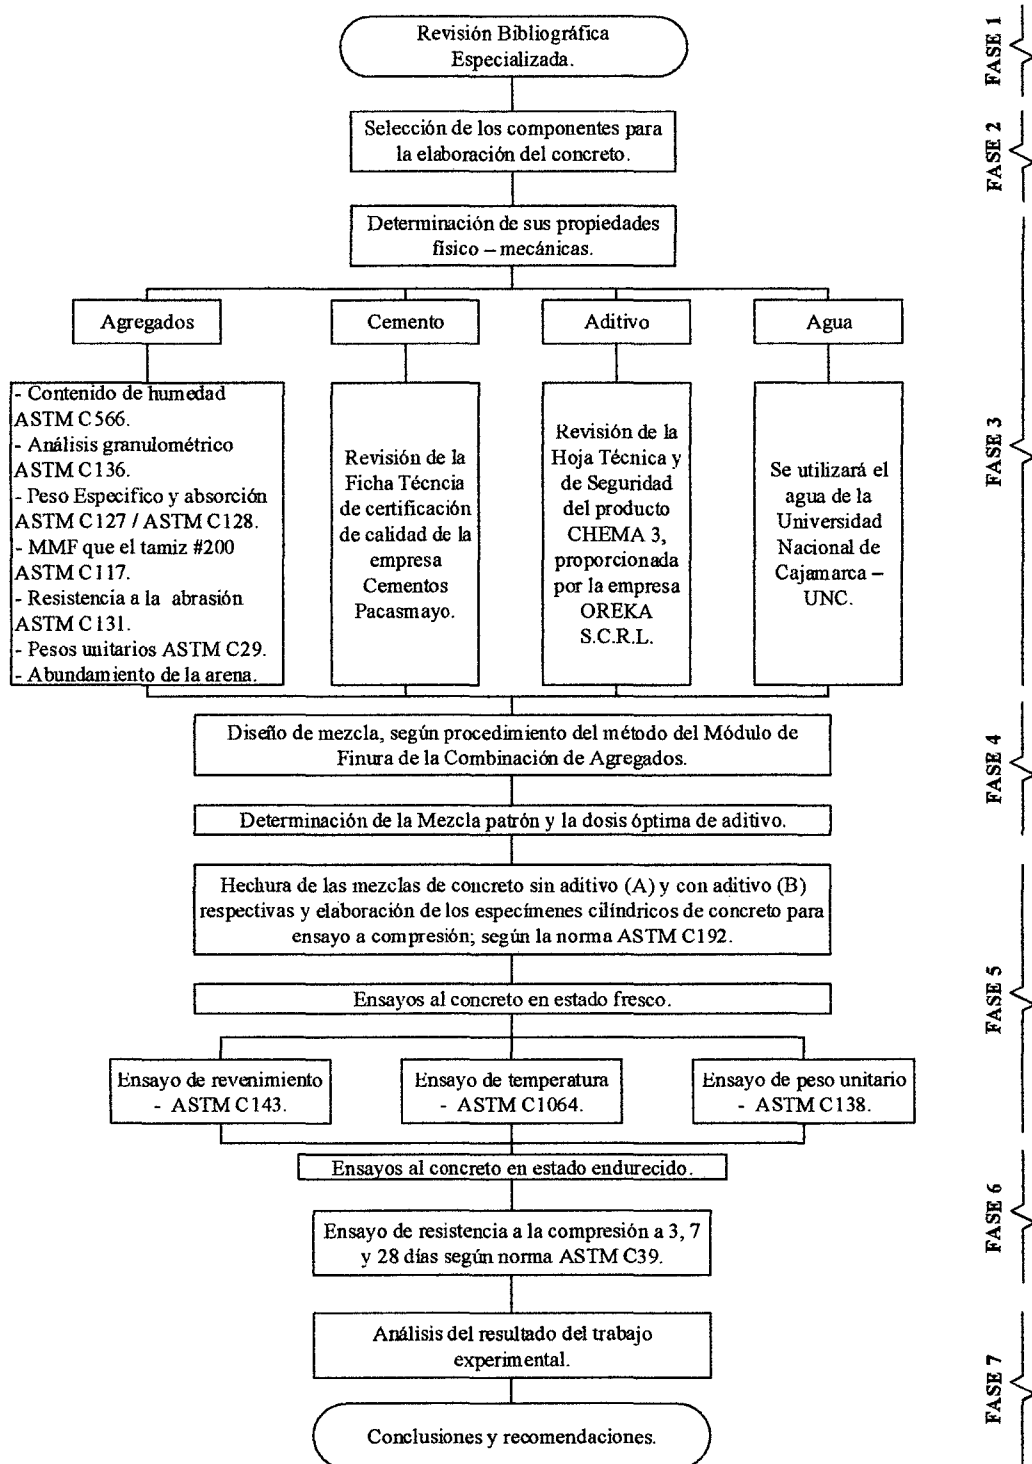 Revisión Bibliográfica
Especializada.
FASE 1
Selección de los componentes para
la elaboración del concreto.
FASE 2
Determinación de sus propiedades
físico – mecánicas.
Agregados
Cemento
Aditivo
Agua
- Contenido de humedad
ASTM C566.
- Análisis granulométrico
ASTM C136.
- Peso Especifico y absorción
ASTM C127 / ASTM C128.
- MMF que el tamiz #200
ASTM C117.
- Resistencia a la abrasión
ASTM C131.
- Pesos unitarios ASTM C29.
- Abundamiento de la arena.
Revisión de la
Ficha Técncia
de certificación
de calidad de la
empresa
Cementos
Pacasmayo.
Revisión de la
Hoja Técnica y
de Seguridad
del producto
CHEMA 3,
proporcionada
por la empresa
OREKA
S.C.R.L.
Se utilizará el
agua de la
Universidad
Nacional de
Cajamarca –
UNC.
FASE 3
Diseño de mezcla, según procedimiento del método del Módulo de
Finura de la Combinación de Agregados.
Determinación de la Mezcla patrón y la dosis óptima de aditivo.
FASE 4
Hechura de las mezclas de concreto sin aditivo (A) y con aditivo (B)
respectivas y elaboración de los especímenes cilíndricos de concreto para
ensayo a compresión; según la norma ASTM C192.
Ensayos al concreto en estado fresco.
Ensayo de revenimiento
- ASTM C143.
Ensayo de temperatura
- ASTM C1064.
Ensayo de peso unitario
- ASTM C138.
FASE 5
Ensayos al concreto en estado endurecido.
Ensayo de resistencia a la compresión a 3, 7
y 28 días según norma ASTM C39.
FASE 6
Análisis del resultado del trabajo
experimental.
Conclusiones y recomendaciones.
FASE 7